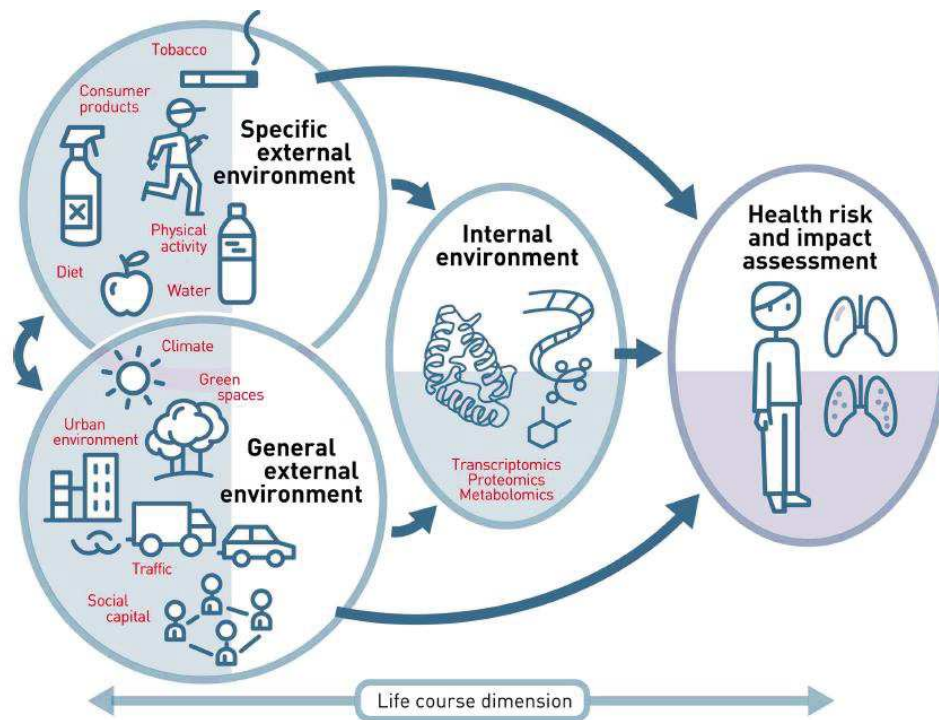 Tobacco
Consumer
products
Specific
external
environment
Physical
activity
Diet
Water
Climate
Green
spaces
Urban
environment
General
external
environment
Traffic
Social
capital
Internal
environment
Transcriptomics
Proteomics
Metabolomics
Health risk
and impact
assessment
Life course dimension